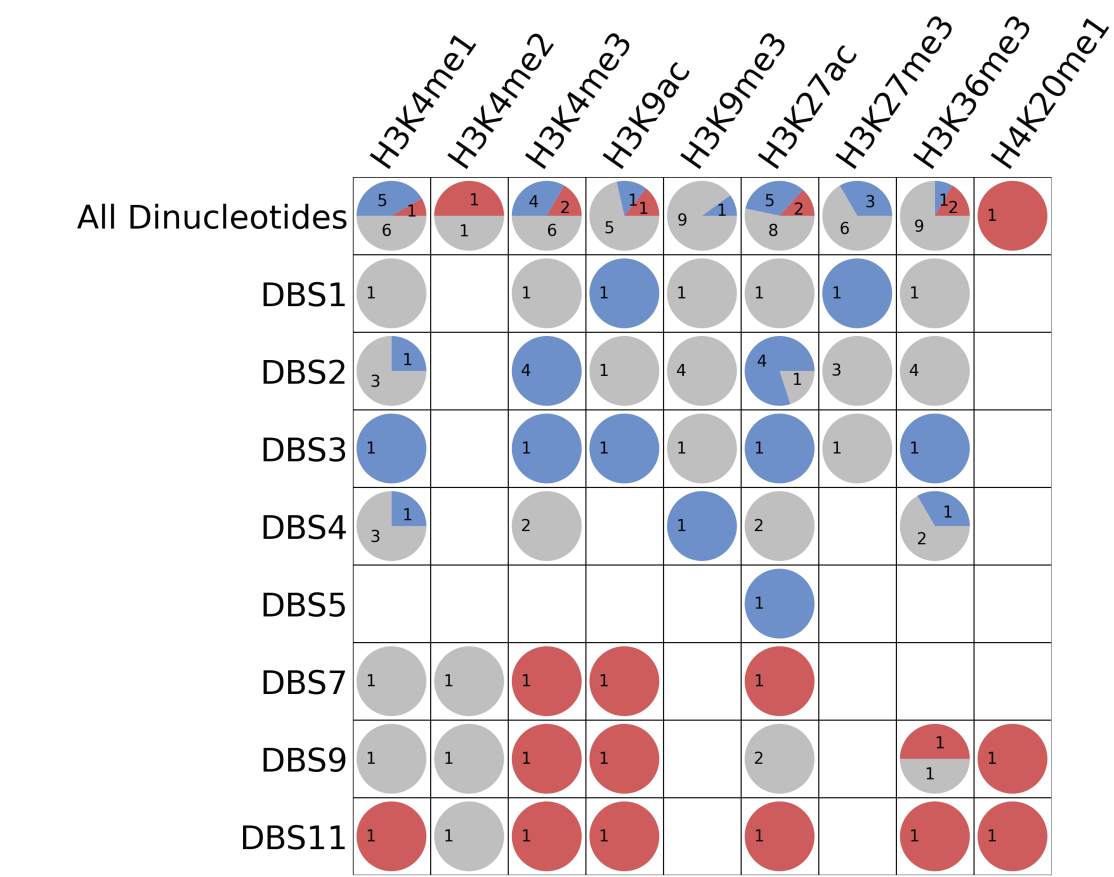 H3K4me1 H3K4me2 H3K4me3 H3K9ac H3K9me3 H3K27ac H3K27me3 H3K36me3 H4K20me1
All Dinucleotides 5 1 6 1 1 4 2 6 1 1 5 1 9 5 2 8 3 6 1 2 9 1
DBS1 1 1 1 1 1 1 1
DBS2 1 3 4 1 4 4 1 3 4
DBS3 1 1 1 1 1 1 1
DBS4 1 3 2 1 2 1 2
DBS5 1
DBS7 1 1 1 1 1
DBS9 1 1 1 1 2 1 1 1
DBS11 1 1 1 1 1 1 1